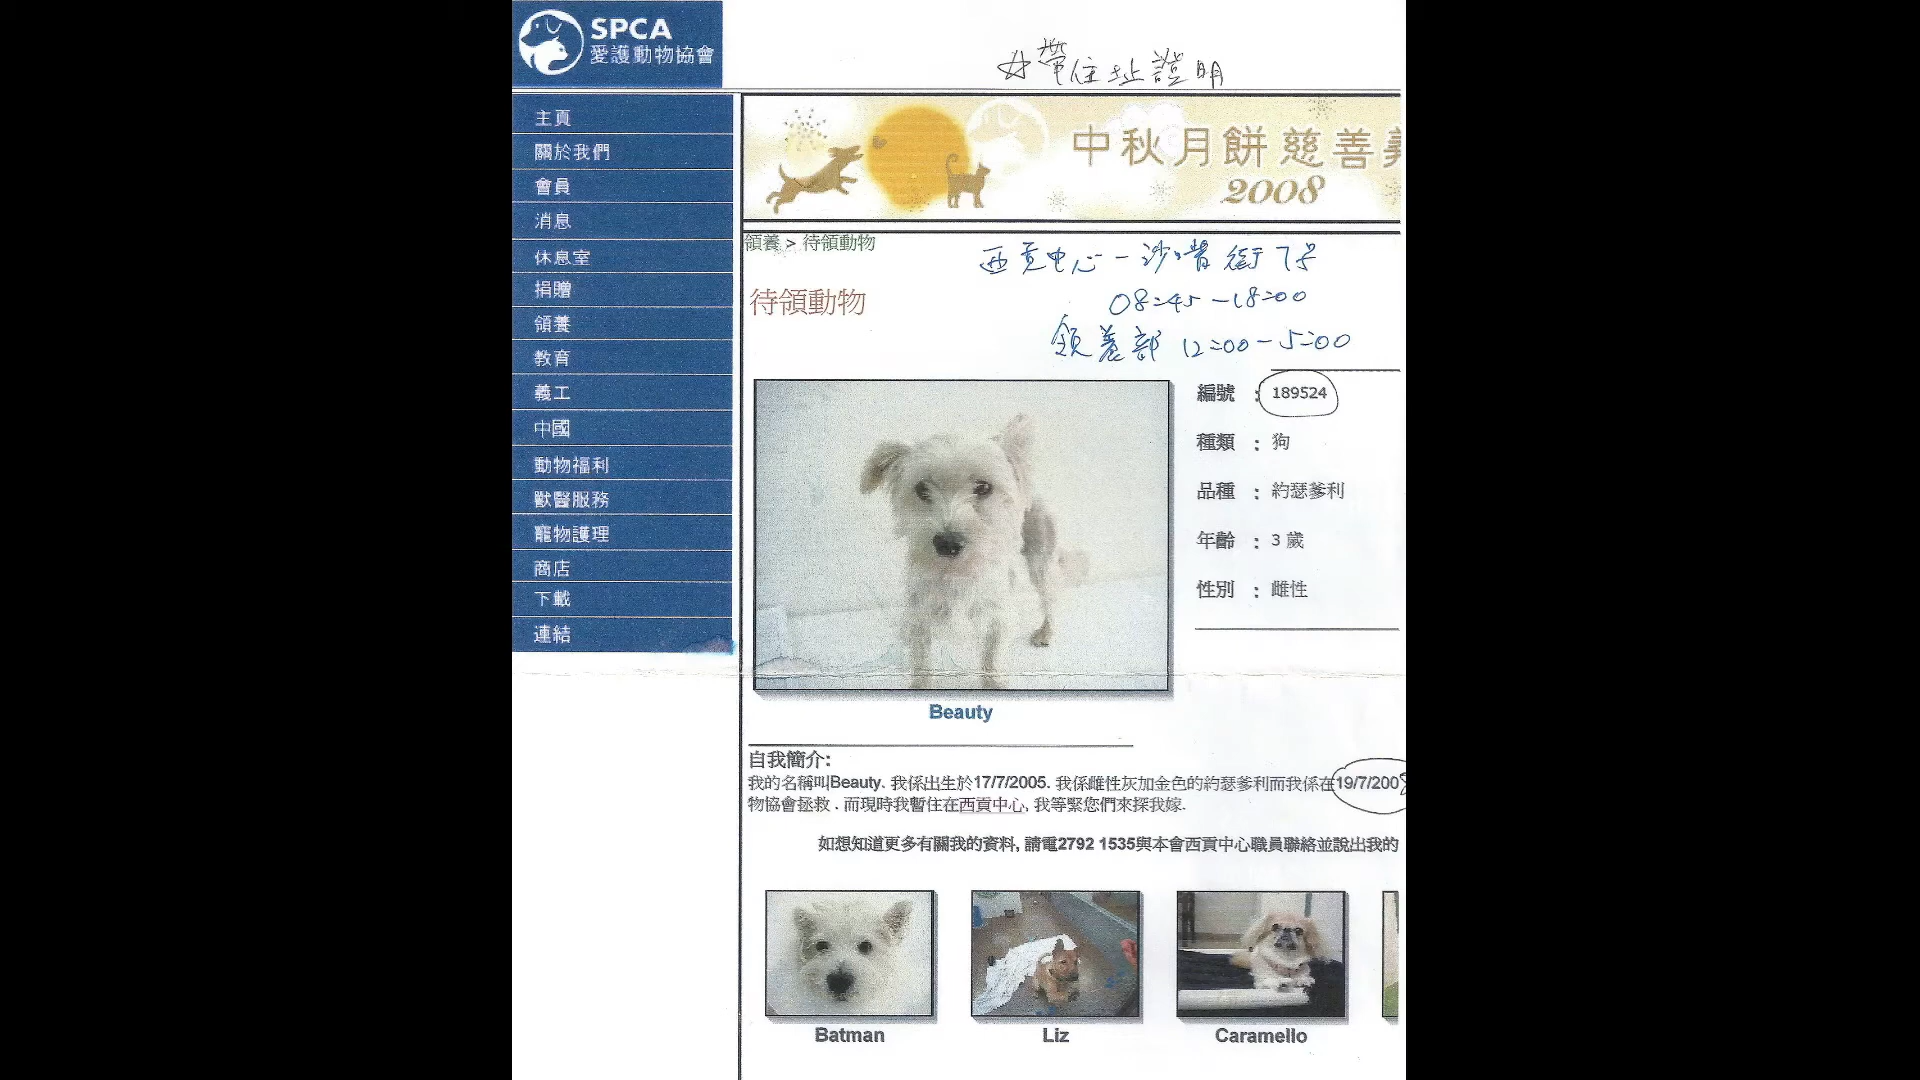 SPCA
愛護動物協會
☆帶住址證明
主頁
關於我們
會員
消息
休息室
捐贈
領養
教育
義工
中國
動物福利
獸醫服務
寵物護理
商店
下載
連結
中秋月餅慈善義
2008
領養 > 待領動物
西貢中心一沙咀街7号
08:45-18:00
領養部 12:00-5:00
待領動物
編號 : 189524
種類 : 狗
品種 : 約瑟爹利
年齡 : 3 歲
性別 : 雌性
Beauty
自我簡介:
我的名稱叫Beauty. 我係出生於17/7/2005. 我係雌性灰加金色的約瑟爹利而我係在19/7/200
物協會拯救 . 而現時我暫住在西貢中心, 我等緊您們來探我嫁.
如想知道更多有關我的資料, 請電2792 1535與本會西貢中心職員聯絡並說出我的
Batman
Liz
Caramello